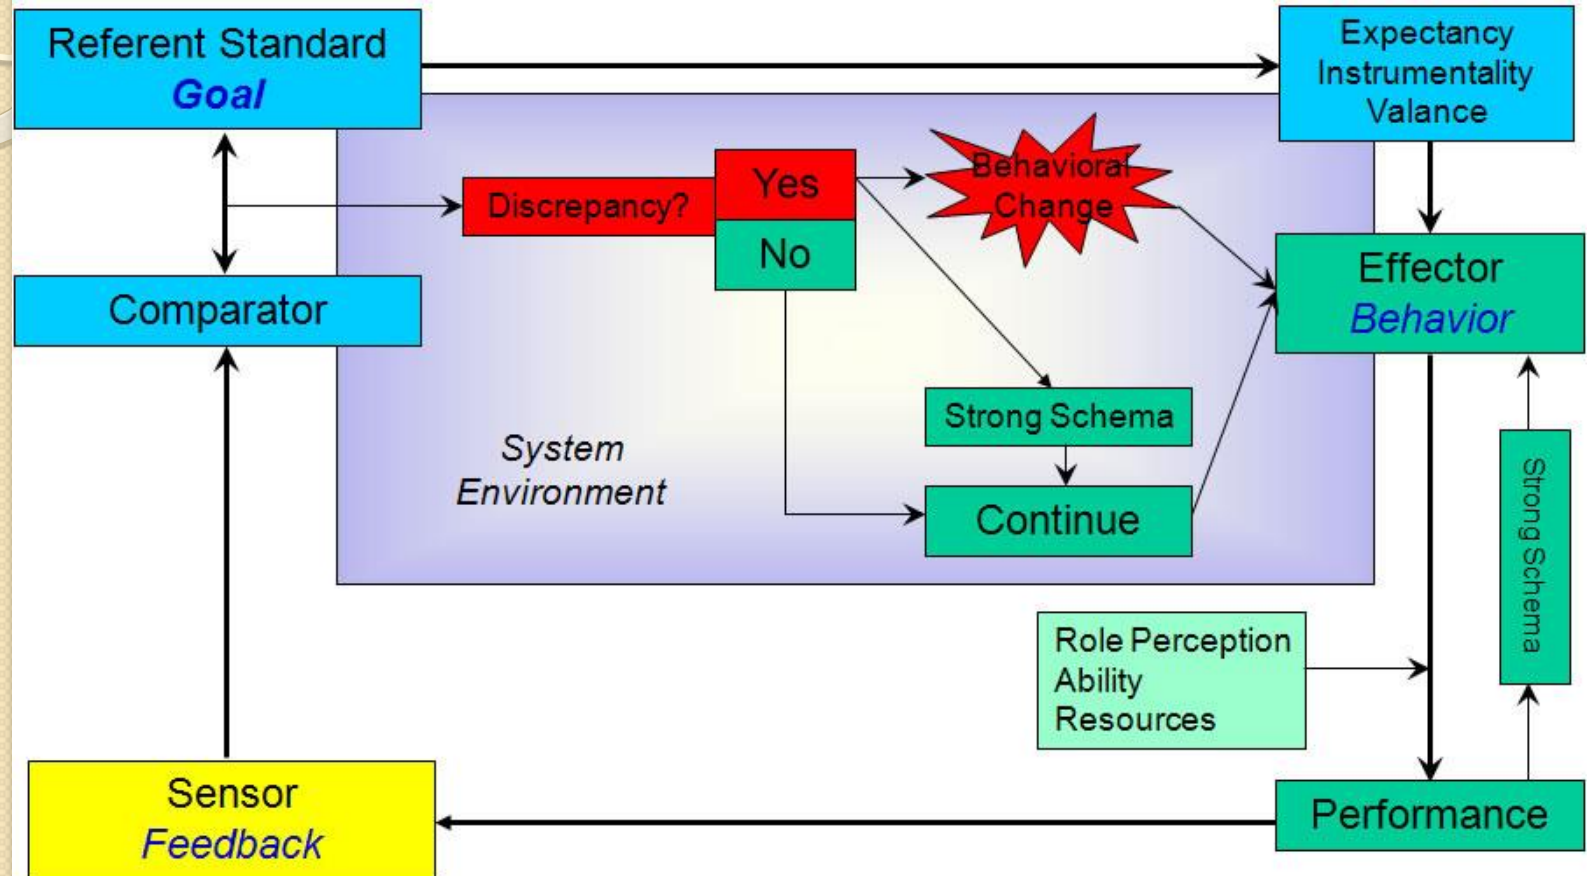 Referent Standard
Goal
Expectancy
Instrumentality
Valance
Discrepancy?
Yes
No
Behavioral
Change
Comparator
Effector
Behavior
Strong Schema
Continue
System
Environment
Strong Schema
Role Perception
Ability
Resources
Sensor
Feedback
Performance